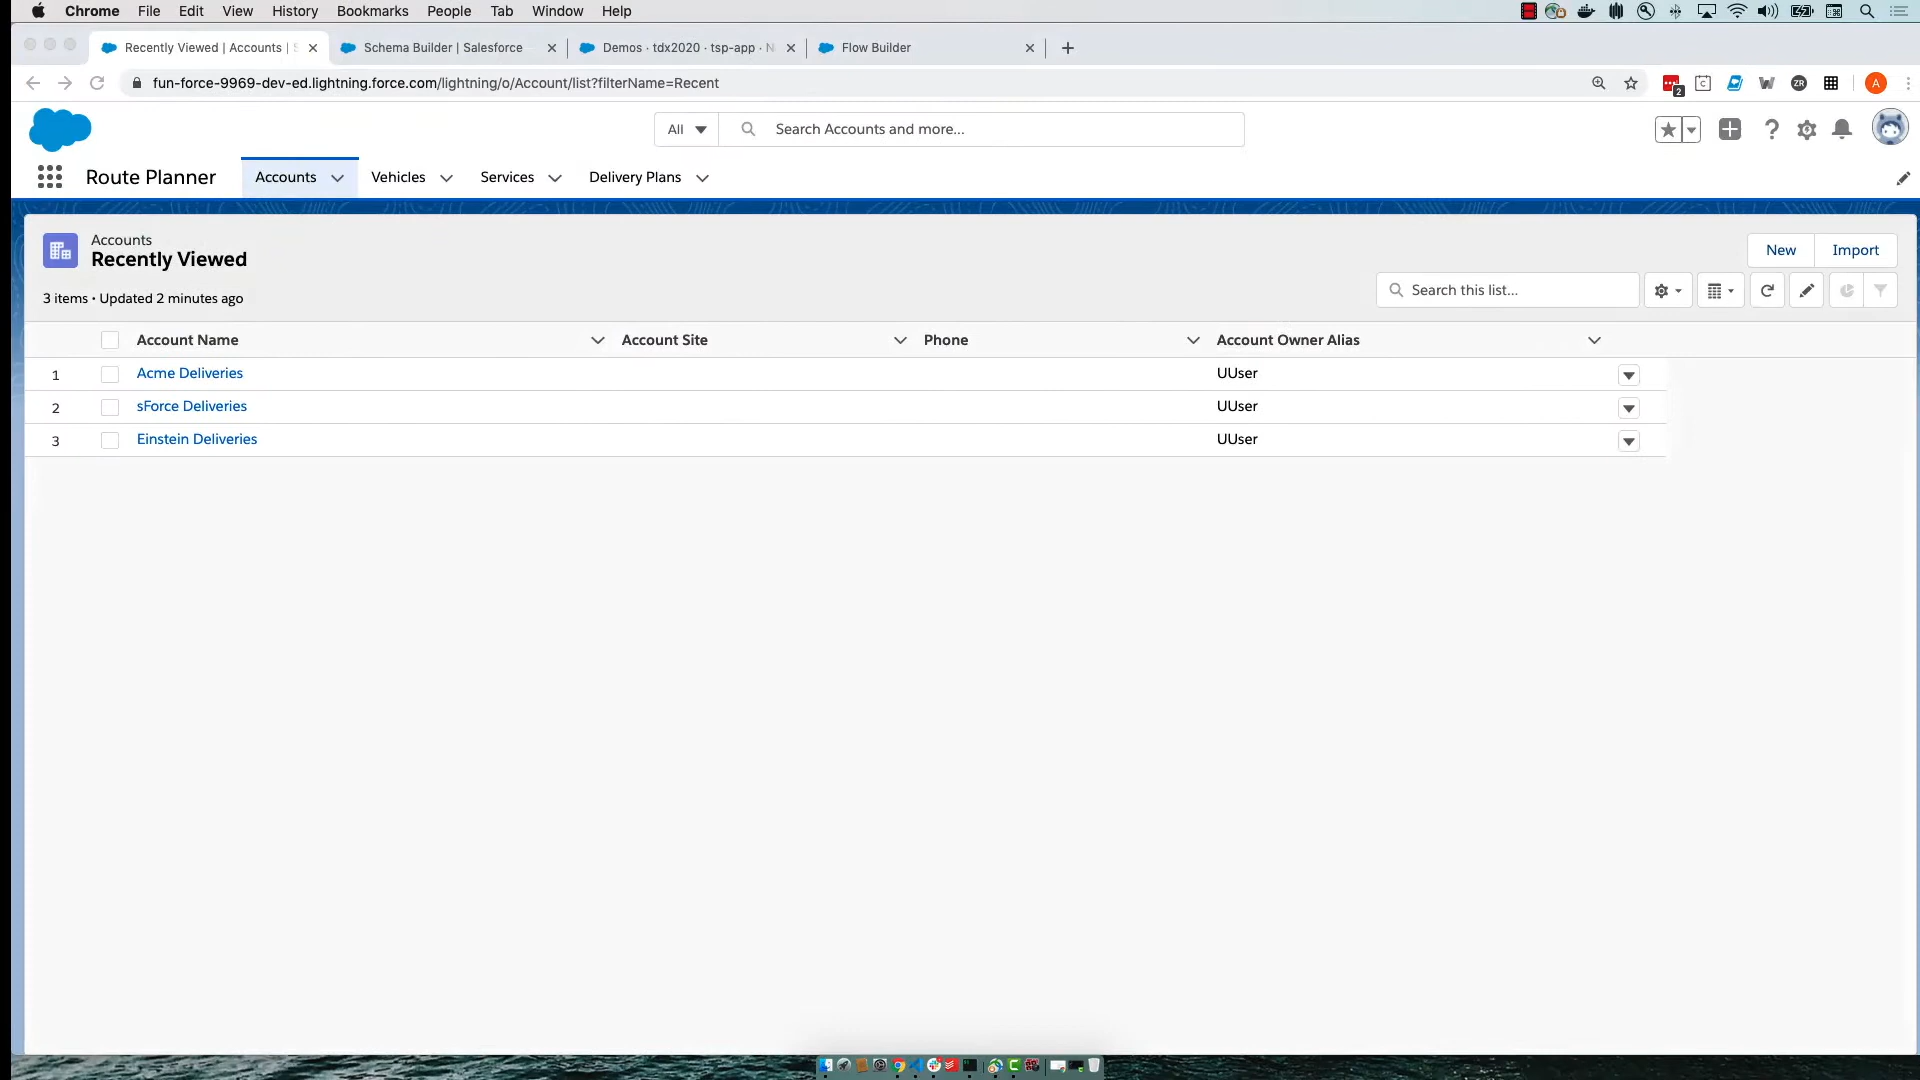 Chrome File Edit View History Bookmarks People Tab Window Help
Recently Viewed | Accounts |
Schema Builder | Salesforce
Demos · tdx2020 · tsp-app · N
Flow Builder
fun-force-9969-dev-ed.lightning.force.com/lightning/o/Account/list?filterName=Recent
2
ZR
A
All
Search Accounts and more...
Route Planner
Accounts
Vehicles
Services
Delivery Plans
Accounts
Recently Viewed
New
Import
3 items • Updated 2 minutes ago
Search this list...
Account Name
Account Site
Phone
Account Owner Alias
1 Acme Deliveries UUser
2 sForce Deliveries UUser
3 Einstein Deliveries UUser